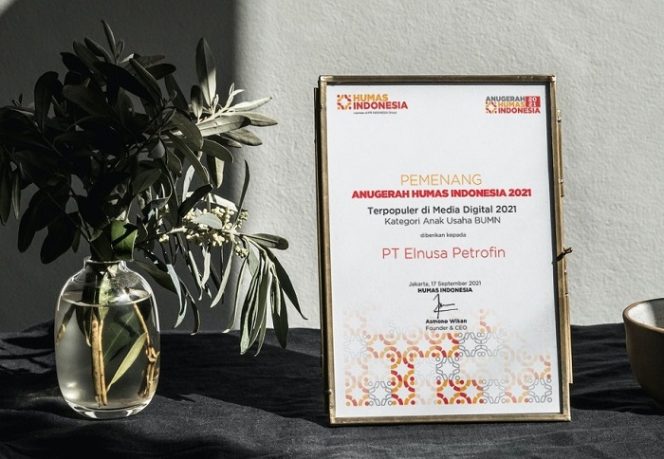 HUMAS
INDONESIA
ANUGERAH 2021
HUMAS
INDONESIA
PEMENANG
ANUGERAH HUMAS INDONESIA 2021
Terpopuler di Media Digital 2021
Kategori Anak Usaha BUMN
diberikan kepada
PT Elnusa Petrofin
Jakarta, 17 September 2021
HUMAS INDONESIA
Asmono Wikan
Founder & CEO